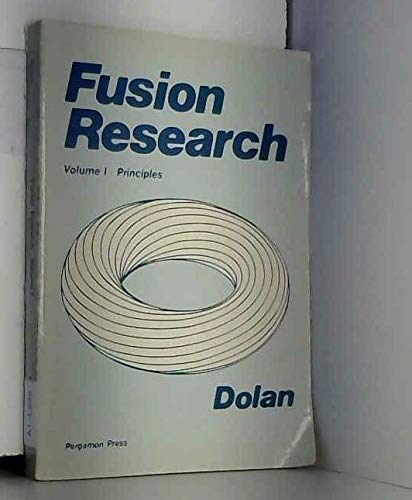 Fusion
Research
Volume I Principles
Dolan
Pergamon Press